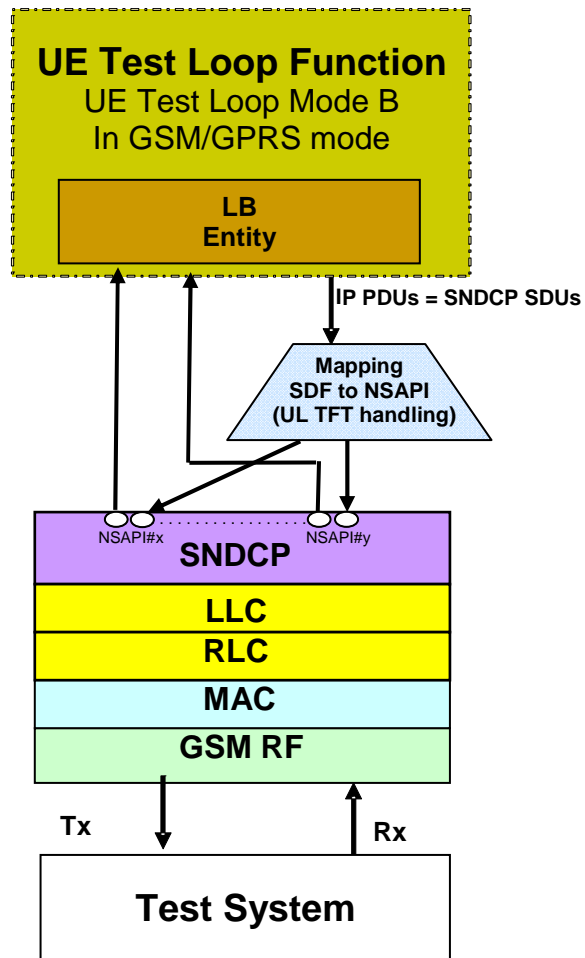 UE Test Loop Function
UE Test Loop Mode B
In GSM/GPRS mode
LB
Entity
IP PDUs = SNDCP SDUs
Mapping
SDF to NSAPI
(UL TFT handling)
NSAPI#x
NSAPI#y
SNDCP
LLC
RLC
MAC
GSM RF
Tx
Rx
Test System